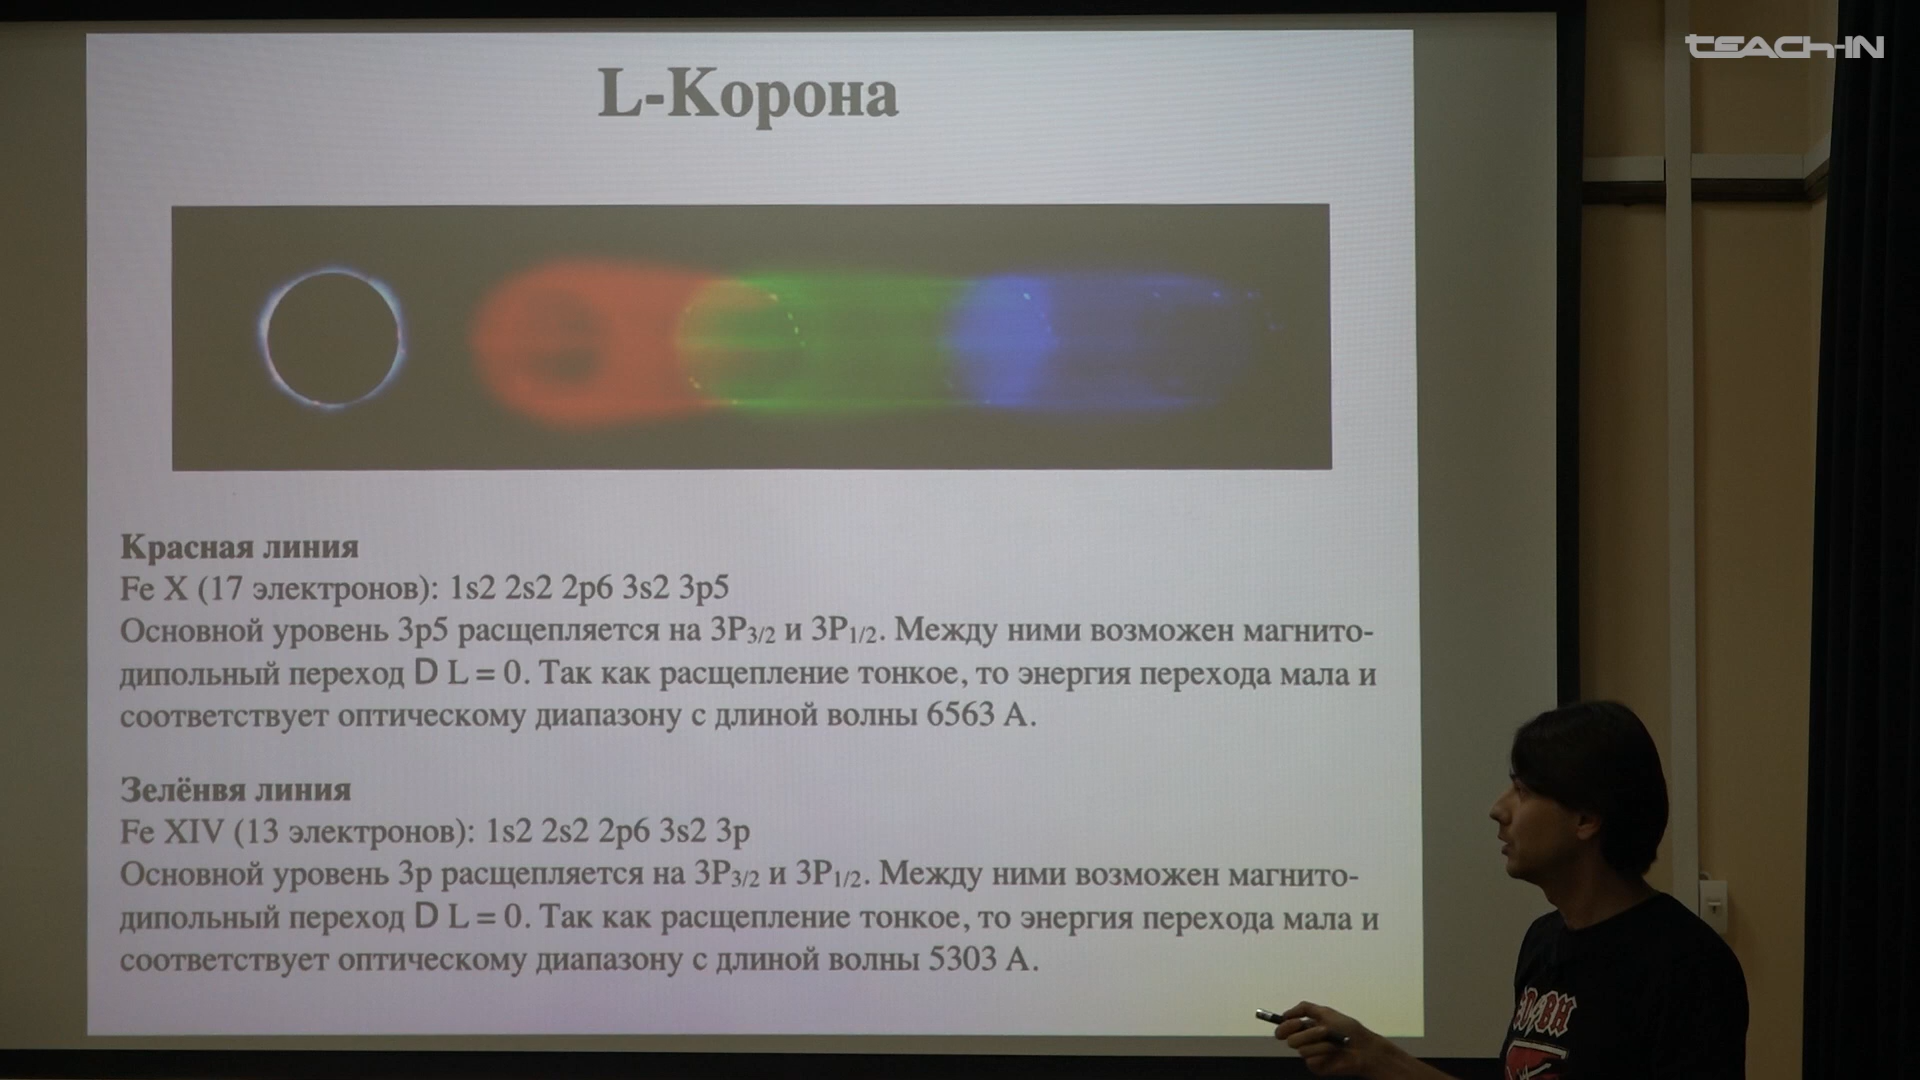 TEACH-IN
L-Корона
Красная линия
Fe X (17 электронов): 1s2 2s2 2p6 3s2 3p5
Основной уровень 3p5 расщепляется на 3P3/2 и 3P1/2. Между ними возможен магнито-
дипольный переход D L = 0. Так как расщепление тонкое, то энергия перехода мала и
соответствует оптическому диапазону с длиной волны 6563 А.
Зелёнвя линия
Fe XIV (13 электронов): 1s2 2s2 2p6 3s2 3p
Основной уровень 3p расщепляется на 3P3/2 и 3P1/2. Между ними возможен магнито-
дипольный переход D L = 0. Так как расщепление тонкое, то энергия перехода мала и
соответствует оптическому диапазону с длиной волны 5303 А.